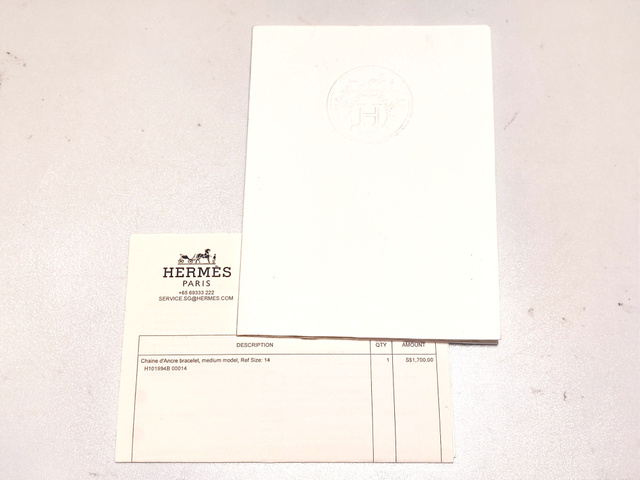 H
HERMÈS
PARIS
+65 69333 222
SERVICE.SG@HERMES.COM
DESCRIPTION QTY AMOUNT
Chaine d'Ancre bracelet, medium model, Ref Size: 14 1 S$1,700.00
H101994B 00014